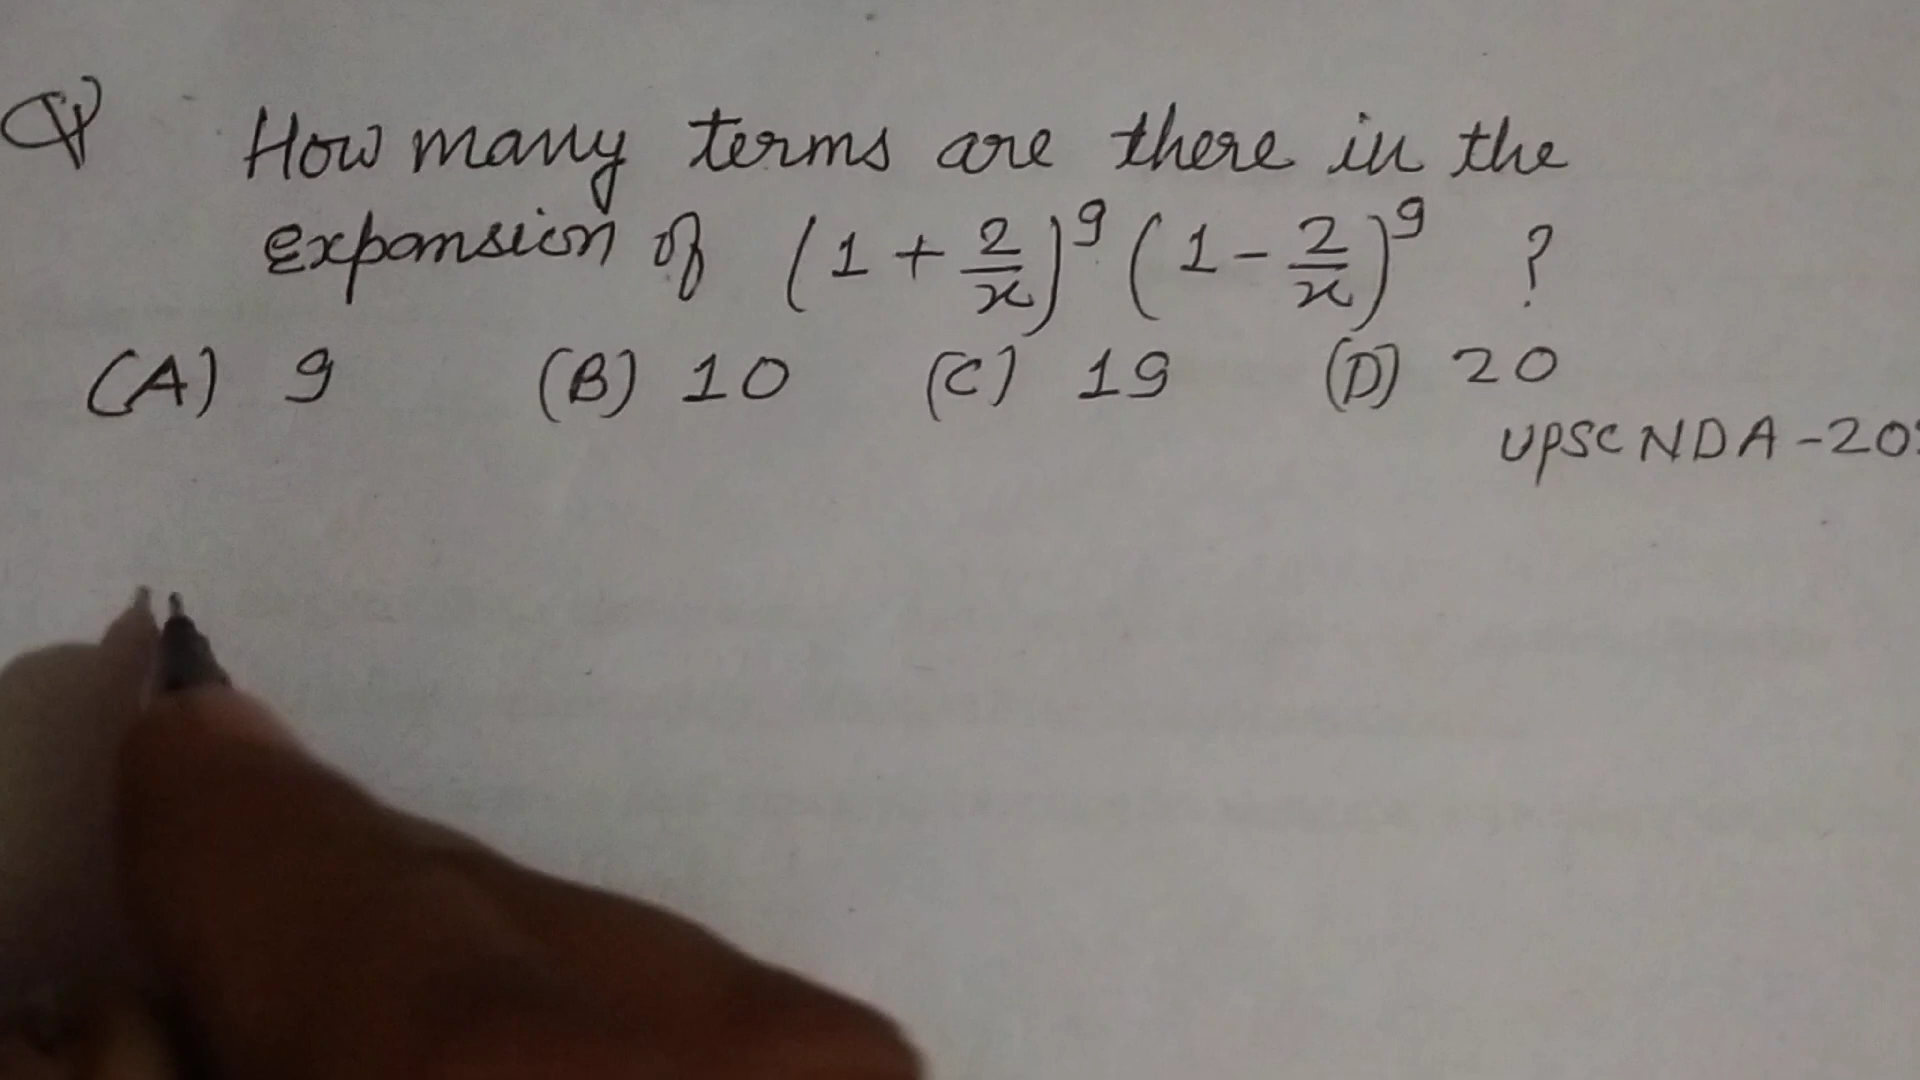 Q How many terms are there in the
expansion of (1 + 2/x)^9 (1 - 2/x)^9 ?
(A) 9 (B) 10 (C) 19 (D) 20
UPSC NDA - 20